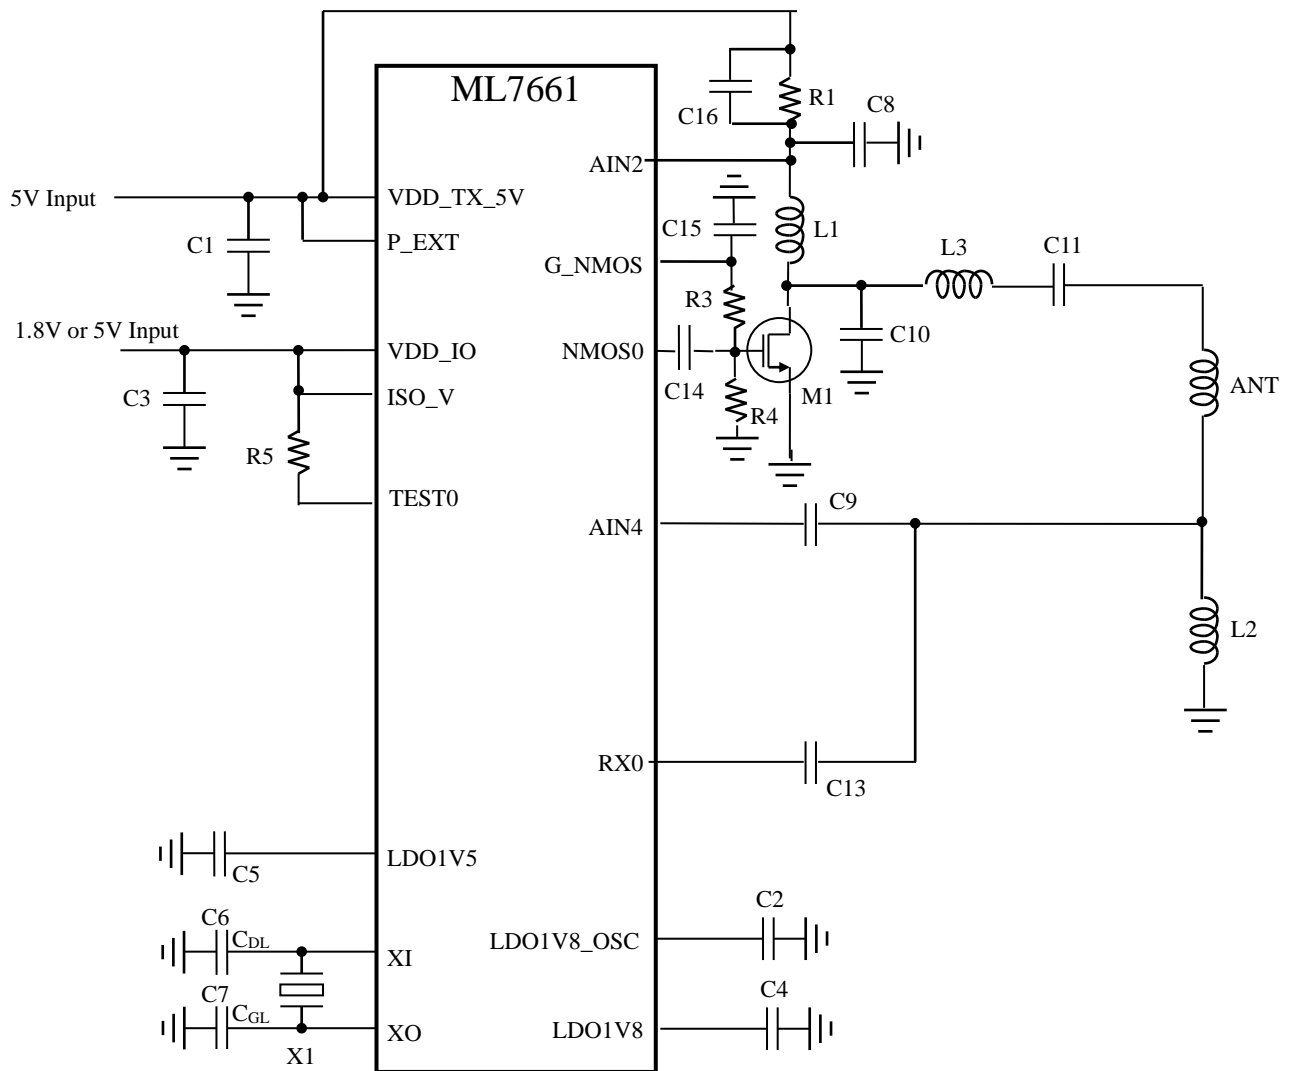 ML7661
R1
C8
C16
AIN2
5V Input
VDD_TX_5V
C15
L1
C1
P_EXT
G_NMOS
L3
C11
R3
1.8V or 5V Input
VDD_IO
NMOS0
C10
C3
ISO_V
C14
R4
M1
ANT
R5
TEST0
C9
AIN4
L2
RX0
C13
LDO1V5
C5
C2
C6
CDL
LDO1V8_OSC
XI
C7
CGL
C4
XO
LDO1V8
X1